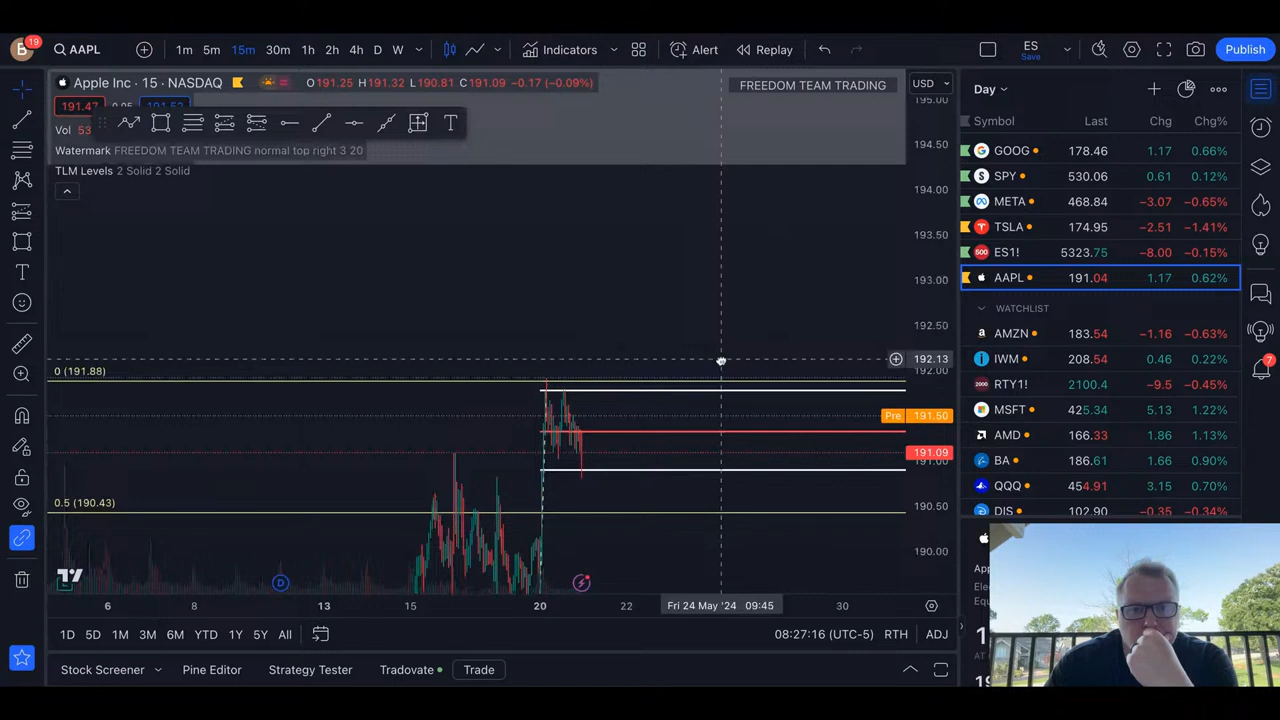 B
19
AAPL
1m 5m 15m 30m 1h 2h 4h D W
Indicators
Alert
Replay
ES
Save
Publish
Apple Inc · 15 · NASDAQ
O191.25 H191.32 L190.81 C191.09 −0.17 (−0.09%)
FREEDOM TEAM TRADING
USD
191.47 0.05 191.52
Vol 53
Watermark FREEDOM TEAM TRADING normal top right 3 20
TLM Levels 2 Solid 2 Solid
195.00
194.50
194.00
193.50
193.00
192.50
192.13
192.00
Pre 191.50
191.09
191.00
190.50
190.00
0 (191.88)
0.5 (190.43)
D
6 8 13 15 20 22 Fri 24 May '24 09:45 30
1D 5D 1M 3M 6M YTD 1Y 5Y All
08:27:16 (UTC-5) RTH ADJ
Stock Screener Pine Editor Strategy Tester Tradovate Trade
Day
Symbol Last Chg Chg%
GOOG 178.46 1.17 0.66%
SPY 530.06 0.61 0.12%
META 468.84 −3.07 −0.65%
TSLA 174.95 −2.51 −1.41%
ES1! 5323.75 −8.00 −0.15%
AAPL 191.04 1.17 0.62%
WATCHLIST
AMZN 183.54 −1.16 −0.63%
IWM 208.54 0.46 0.22%
RTY1! 2100.4 −9.5 −0.45%
MSFT 425.34 5.13 1.22%
AMD 166.33 1.86 1.13%
BA 186.61 1.66 0.90%
QQQ 454.91 3.15 0.70%
DIS 102.90 −0.35 −0.34%
7